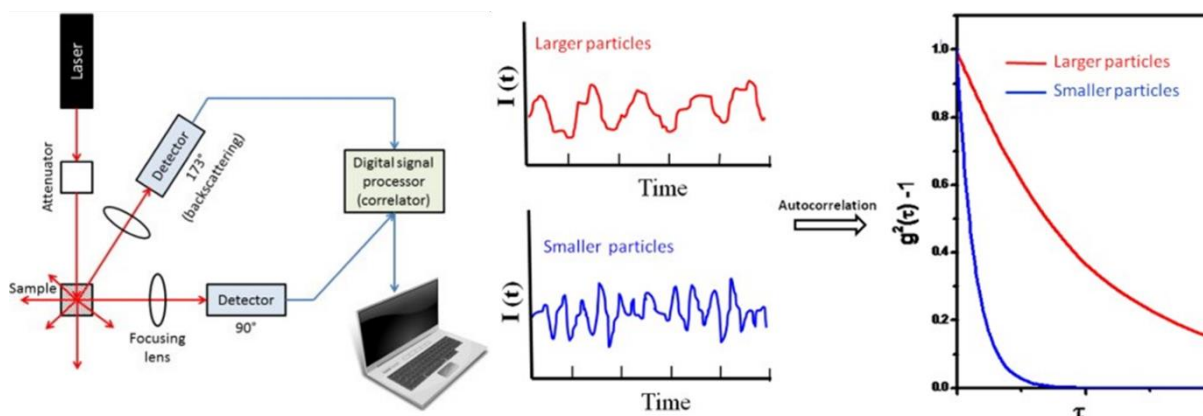 Laser
Attenuator
Detector
173°
(backscattering)
Digital signal
processor
(correlator)
Sample
Focusing
lens
Detector
90°
Larger particles
I (t)
Time
Smaller particles
I (t)
Time
Autocorrelation
Larger particles
Smaller particles
g²(τ) -1
1.0
0.8
0.6
0.4
0.2
0.0
τ